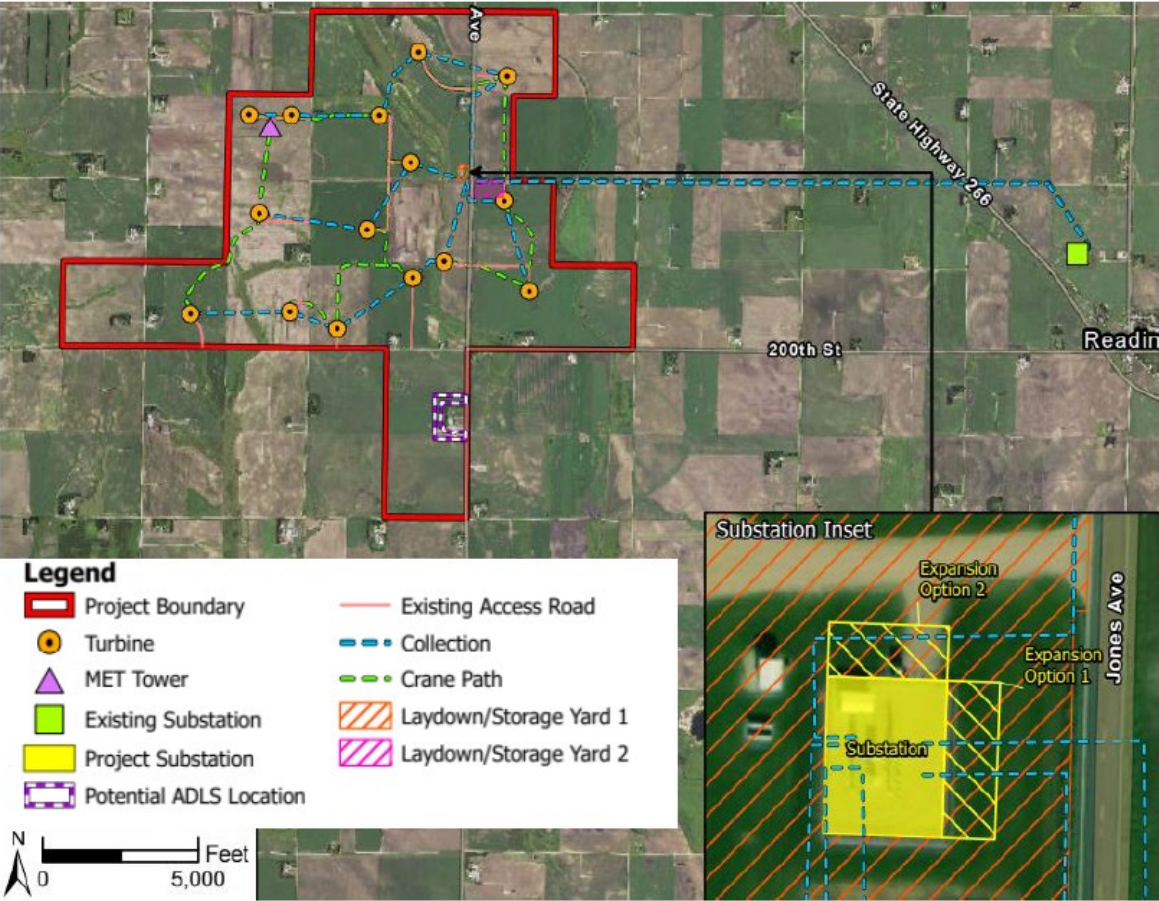 Ave
State Highway 266
200th St
Readin
Substation Inset
Expansion
Option 2
Jones Ave
Expansion
Option 1
Substation
Legend
Project Boundary
Turbine
MET Tower
Existing Substation
Project Substation
Potential ADLS Location
Existing Access Road
Collection
Crane Path
Laydown/Storage Yard 1
Laydown/Storage Yard 2
N
Feet
0 5,000